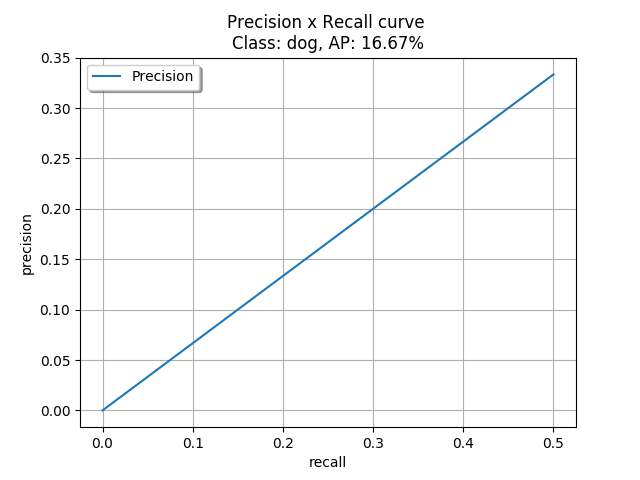 Precision x Recall curve
Class: dog, AP: 16.67%
Precision
0.35
0.30
0.25
0.20
0.15
0.10
0.05
0.00
precision
0.0 0.1 0.2 0.3 0.4 0.5
recall